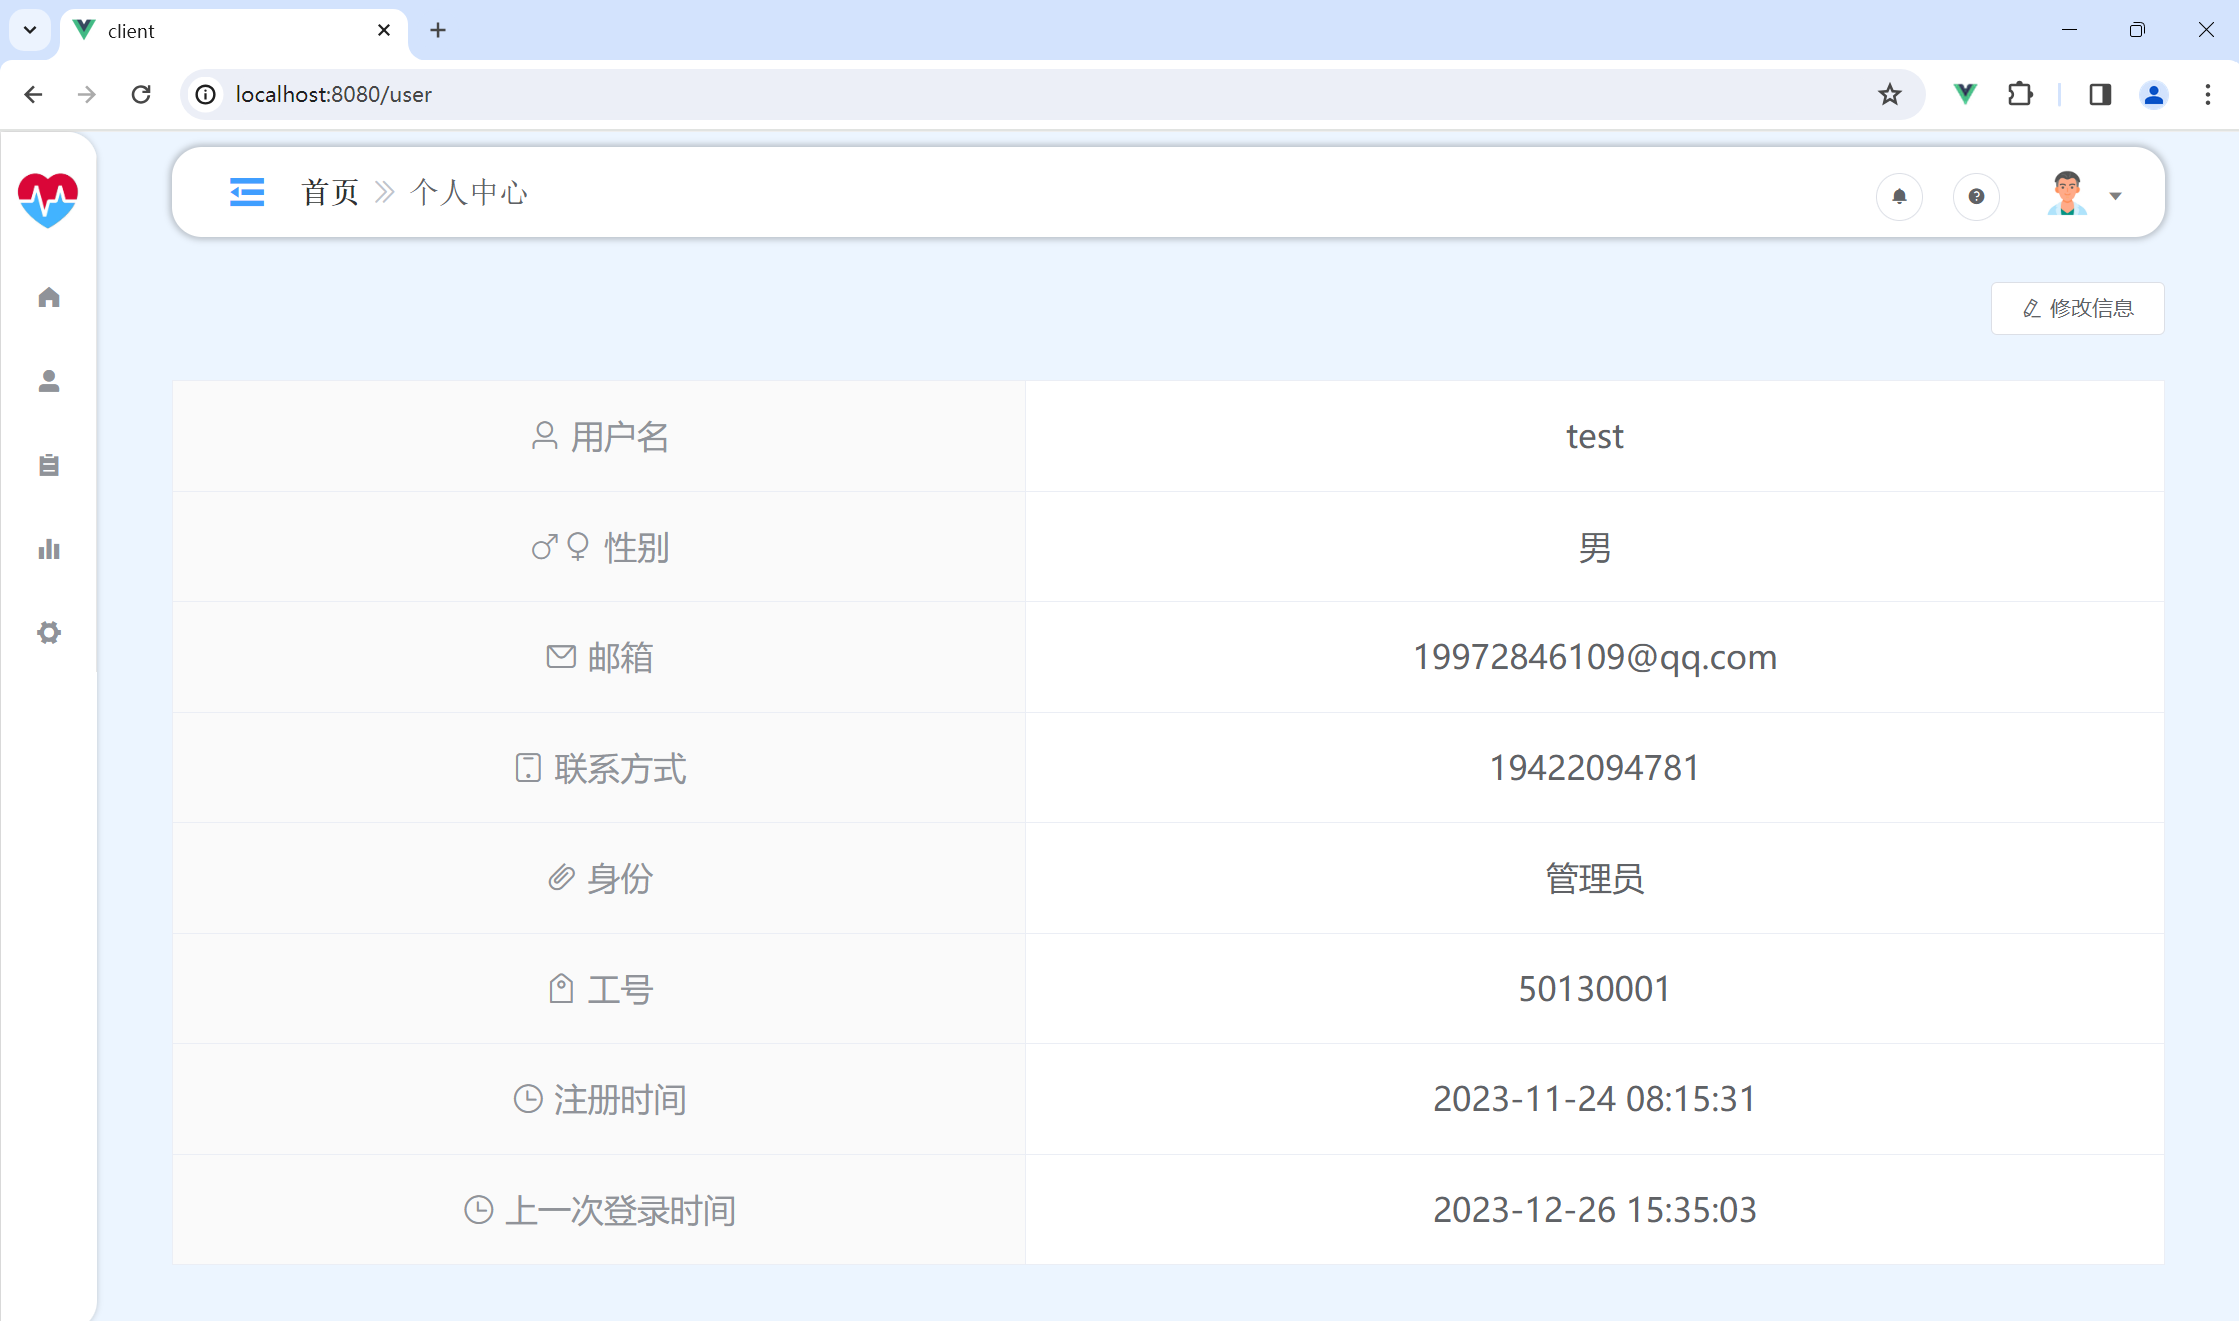 client
localhost:8080/user
首页 个人中心
修改信息
用户名 test
性别 男
邮箱 19972846109@qq.com
联系方式 19422094781
身份 管理员
工号 50130001
注册时间 2023-11-24 08:15:31
上一次登录时间 2023-12-26 15:35:03